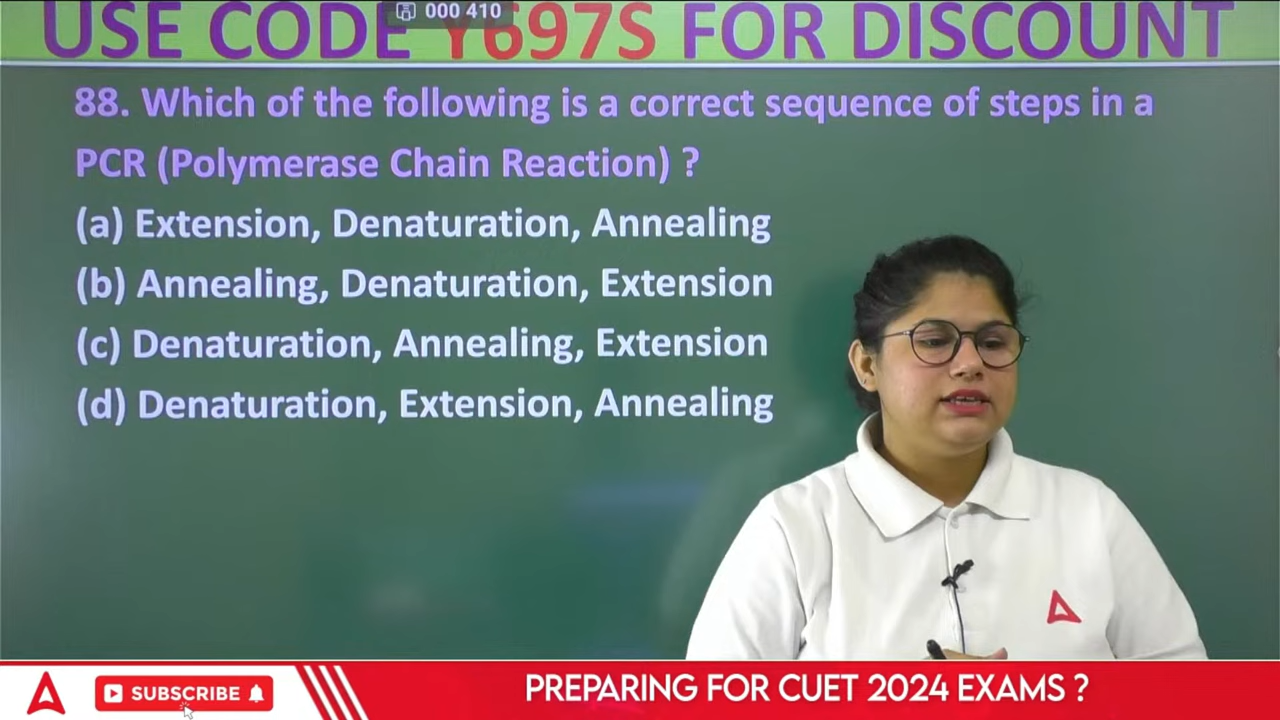 USE CODE Y697S FOR DISCOUNT
000 410
88. Which of the following is a correct sequence of steps in a
PCR (Polymerase Chain Reaction) ?
(a) Extension, Denaturation, Annealing
(b) Annealing, Denaturation, Extension
(c) Denaturation, Annealing, Extension
(d) Denaturation, Extension, Annealing
SUBSCRIBE
PREPARING FOR CUET 2024 EXAMS ?